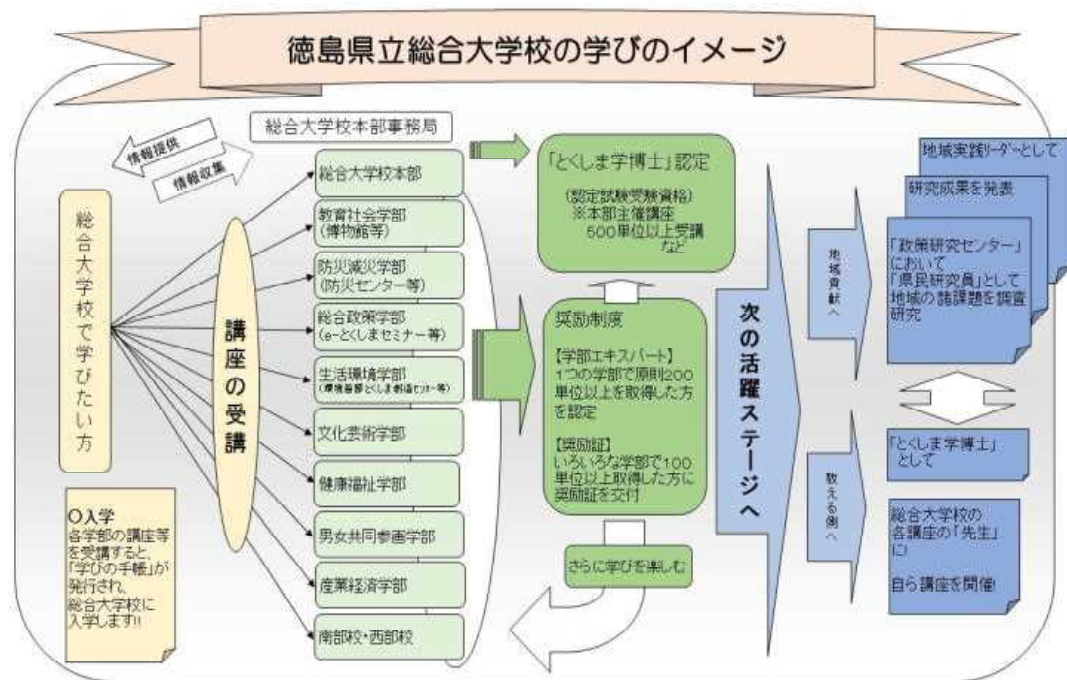 徳島県立総合大学校の学びのイメージ
総合大学校本部事務局
情報提供
情報収集
総合大学校で学びたい方
〇入学
各学部の講座等
を受講すると、
「学びの手帳」が
発行され、
総合大学校に
入学します!!
講座の受講
総合大学校本部
教育社会学部
(博物館等)
防災減災学部
(防災センター等)
総合政策学部
(e-とくしまセミナー等)
生活環境学部
文化芸術学部
健康福祉学部
男女共同参画学部
産業経済学部
南部校・西部校
「とくしま学博士」認定
(認定試験受験資格)
※本部主催講座
500単位以上受講
など
奨励制度
【学部エキスパート】
1つの学部で原則200
単位以上を取得した方
を認定
【奨励証】
いろいろな学部で100
単位以上取得した方に
奨励証を交付
さらに学びを楽しむ
次の活躍ステージへ
地域貢献へ
教える側へ
地域実践リーダーとして
研究成果を発表
「政策研究センター」
において
「県民研究員」として
地域の諸課題を調査
研究
「とくしま学博士」
として
総合大学校の
各講座の「先生」
に!
自ら講座を開催!